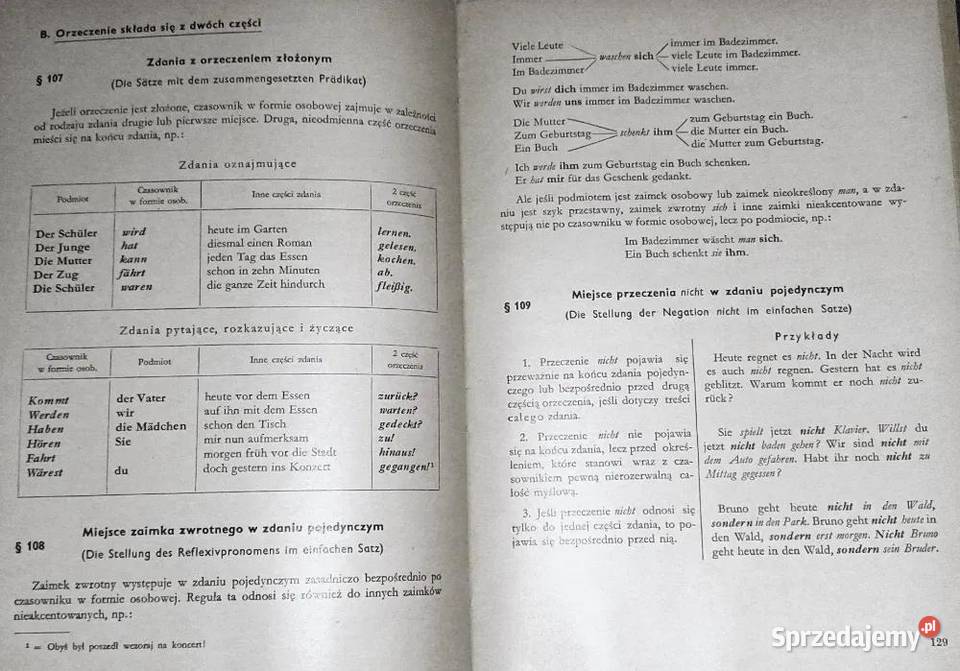 B. Orzeczenie składa się z dwóch części
Zdania z orzeczeniem złożonym
§ 107
(Die Sätze mit dem zusammengesetzten Prädikat)
Jeżeli orzeczenie jest złożone, czasownik w formie osobowej zajmuje w zależności
od rodzaju zdania drugie lub pierwsze miejsce. Druga, nieodmienna część orzeczenia
mieści się na końcu zdania, np.:
Zdania oznajmujące
Podmiot Czasownik w formie osob. Inne części zdania 2 część orzeczenia
Der Schüler wird heute im Garten lernen.
Der Junge hat diesmal einen Roman gelesen.
Die Mutter kann jeden Tag das Essen kochen.
Der Zug fährt schon in zehn Minuten ab.
Die Schüler waren die ganze Zeit hindurch fleißig.
Zdania pytające, rozkazujące i życzące
Czasownik w formie osob. Podmiot Inne części zdania 2 część orzeczenia
Kommt der Vater heute vor dem Essen zurück?
Werden wir auf ihn mit dem Essen warten?
Haben die Mädchen schon den Tisch gedeckt?
Hören Sie mir nun aufmerksam zu!
Fahrt morgen früh vor die Stadt hinaus!
Wärest du doch gestern ins Konzert gegangen!¹
Miejsce zaimka zwrotnego w zdaniu pojedynczym
§ 108
(Die Stellung des Reflexivpronomens im einfachen Satz)
Zaimek zwrotny występuje w zdaniu pojedynczym zasadniczo bezpośrednio po
czasowniku w formie osobowej. Reguła ta odnosi się również do innych zaimków
nieakcentowanych, np.:
¹ = Obyś był poszedł wczoraj na koncert!
Viele Leute immer im Badezimmer.
Immer waschen sich viele Leute im Badezimmer.
Im Badezimmer viele Leute immer.
Du wirst dich immer im Badezimmer waschen.
Wir werden uns immer im Badezimmer waschen.
Die Mutter zum Geburtstag ein Buch.
Zum Geburtstag schenkt ihm die Mutter ein Buch.
Ein Buch die Mutter zum Geburtstag.
Ich werde ihm zum Geburtstag ein Buch schenken.
Er hat mir für das Geschenk gedankt.
Ale jeśli podmiotem jest zaimek osobowy lub zaimek nieokreślony man, a w zda-
niu jest szyk przestawny, zaimek zwrotny sich i inne zaimki nieakcentowane wy-
stępują nie po czasowniku w formie osobowej, lecz po podmiocie, np.:
Im Badezimmer wäscht man sich.
Ein Buch schenkt sie ihm.
Miejsce przeczenia nicht w zdaniu pojedynczym
§ 109
(Die Stellung der Negation nicht im einfachen Satze)
Przykłady
1. Przeczenie nicht pojawia się
przeważnie na końcu zdania pojedyn-
czego lub bezpośrednio przed drugą
częścią orzeczenia, jeśli dotyczy treści
całego zdania.
Heute regnet es nicht. In der Nacht wird
es auch nicht regnen. Gestern hat es nicht
geblitzt. Warum kommt er noch nicht zu-
rück?
2. Przeczenie nicht nie pojawia
się na końcu zdania, lecz przed okreś-
leniem, które stanowi wraz z cza-
sownikiem pewną nierozerwalną ca-
łość myślową.
Sie spielt jetzt nicht Klavier. Willst du
jetzt nicht baden gehen? Wir sind nicht mit
dem Auto gefahren. Habt ihr noch nicht zu
Mittag gegessen?
3. Jeśli przeczenie nicht odnosi się
tylko do jednej części zdania, to po-
jawia się bezpośrednio przed nią.
Bruno geht heute nicht in den Wald,
sondern in den Park. Bruno geht nicht heute in
den Wald, sondern erst morgen. Nicht Bruno
geht heute in den Wald, sondern sein Bruder.
129
Sprzedajemy.pl